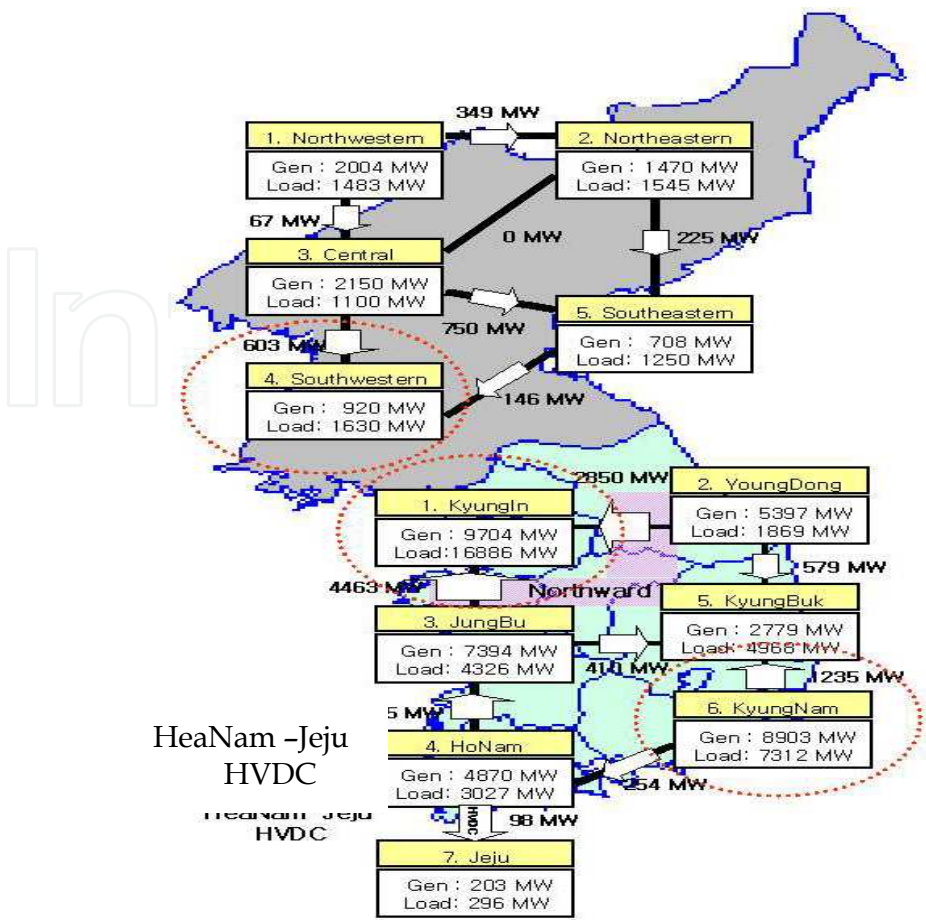 349 MW
1. Northwestern
Gen : 2004 MW
Load: 1483 MW
2. Northeastern
Gen : 1470 MW
Load: 1545 MW
67 MW
0 MW
225 MW
3. Central
Gen : 2150 MW
Load: 1100 MW
750 MW
5. Southeastern
Gen : 708 MW
Load: 1250 MW
603 MW
4. Southwestern
Gen : 920 MW
Load: 1630 MW
146 MW
2850 MW
1. KyungIn
Gen : 9704 MW
Load:16886 MW
2. YoungDong
Gen : 5397 MW
Load: 1869 MW
579 MW
4463 MW
Northward
3. JungBu
Gen : 7394 MW
Load: 4326 MW
410 MW
5. KyungBuk
Gen : 2779 MW
Load: 4968 MW
1235 MW
6. KyungNam
Gen : 8903 MW
Load: 7312 MW
5 MW
4. HoNam
Gen : 4870 MW
Load: 3027 MW
254 MW
HeaNam –Jeju
HVDC
HeaNam Jeju
HVDC
HVDC
98 MW
7. Jeju
Gen : 203 MW
Load: 296 MW
In